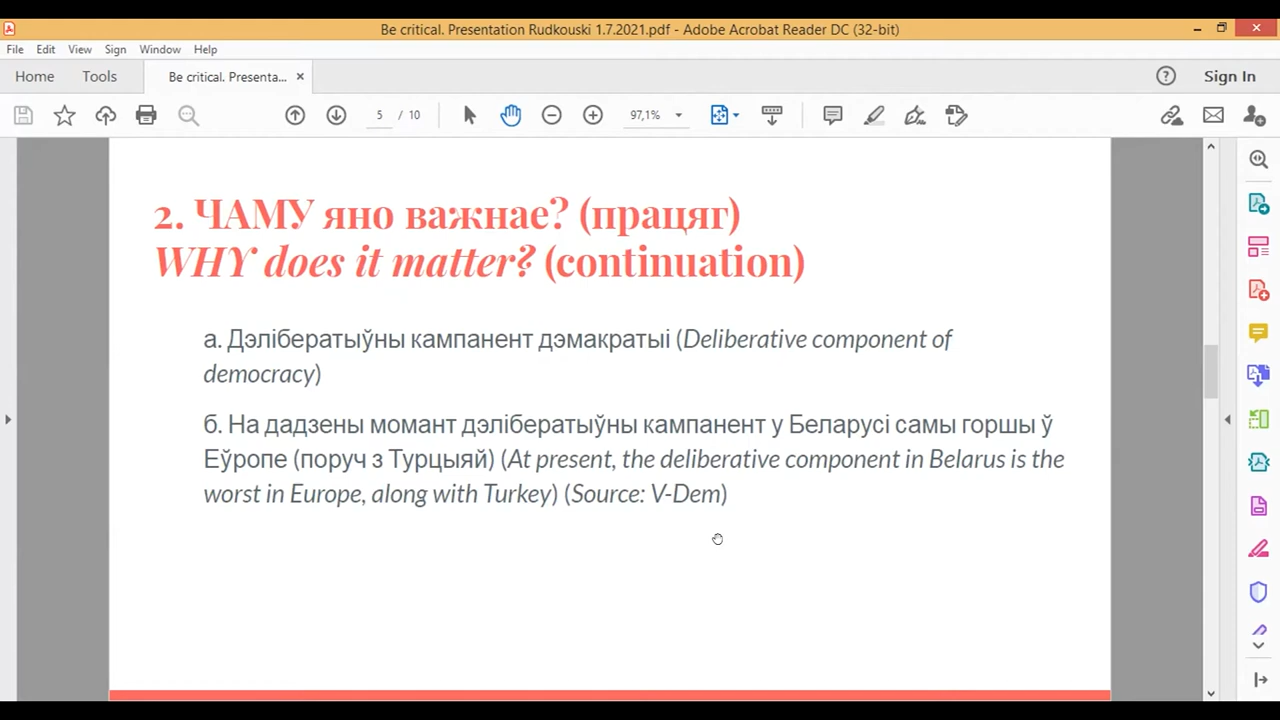 Be critical. Presentation Rudkouski 1.7.2021.pdf - Adobe Acrobat Reader DC (32-bit)
File Edit View Sign Window Help
Home Tools Be critical. Presenta... × Sign In
5 / 10 97,1%
2. ЧАМУ яно важнае? (працяг)
WHY does it matter? (continuation)
а. Дэлібератыўны кампанент дэмакратыі (Deliberative component of
democracy)
б. На дадзены момант дэлібератыўны кампанент у Беларусі самы горшы ў
Еўропе (поруч з Турцыяй) (At present, the deliberative component in Belarus is the
worst in Europe, along with Turkey) (Source: V-Dem)